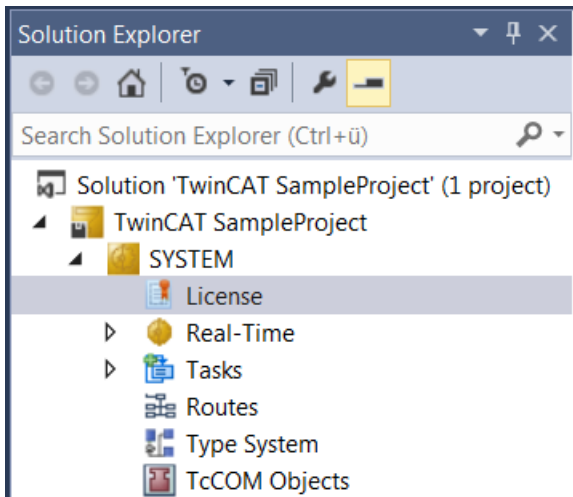 Solution Explorer
Search Solution Explorer (Ctrl+ü)
Solution 'TwinCAT SampleProject' (1 project)
TwinCAT SampleProject
SYSTEM
License
Real-Time
Tasks
Routes
Type System
TcCOM Objects